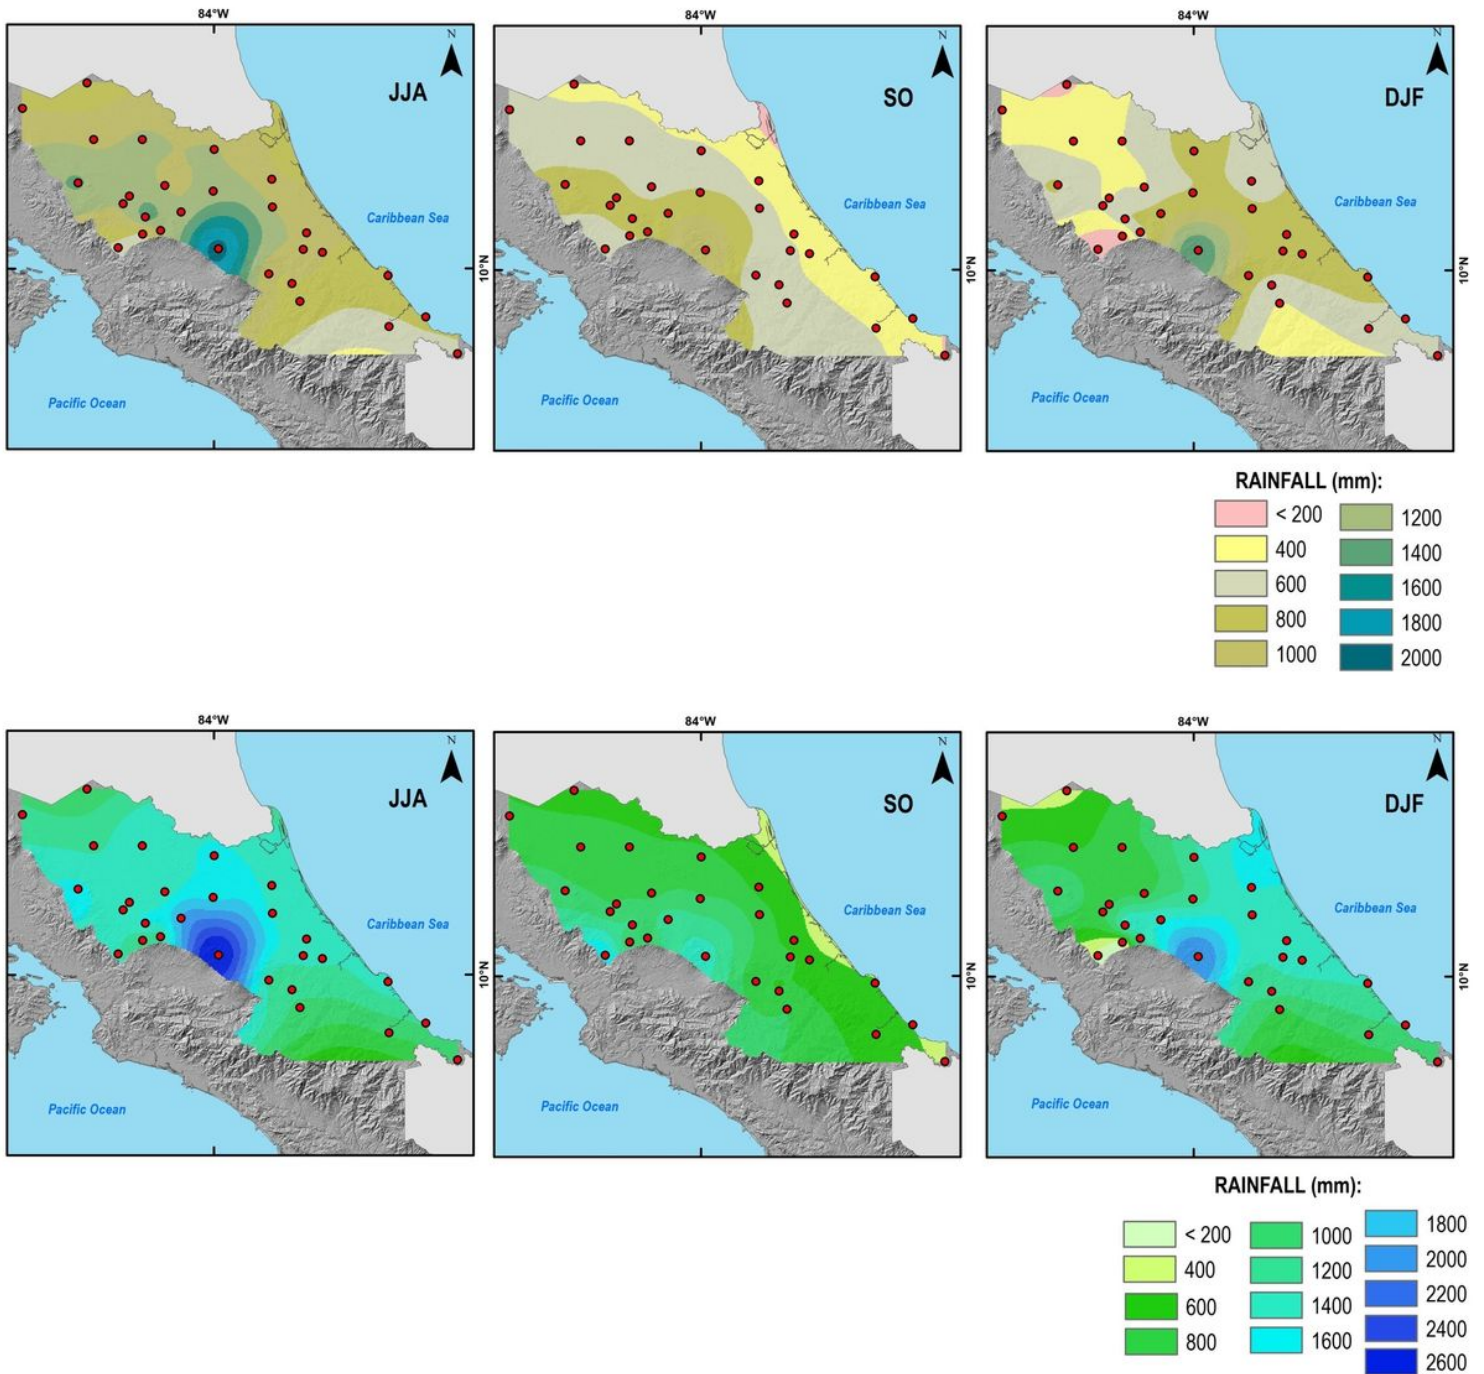 84°W
84°W
84°W
N
JJA
Caribbean Sea
10°N
Pacific Ocean
N
SO
Caribbean Sea
10°N
Pacific Ocean
N
DJF
Caribbean Sea
10°N
Pacific Ocean
RAINFALL (mm):
< 200
400
600
800
1000
1200
1400
1600
1800
2000
84°W
84°W
84°W
N
JJA
Caribbean Sea
10°N
Pacific Ocean
N
SO
Caribbean Sea
10°N
Pacific Ocean
N
DJF
Caribbean Sea
10°N
Pacific Ocean
RAINFALL (mm):
< 200
400
600
800
1000
1200
1400
1600
1800
2000
2200
2400
2600